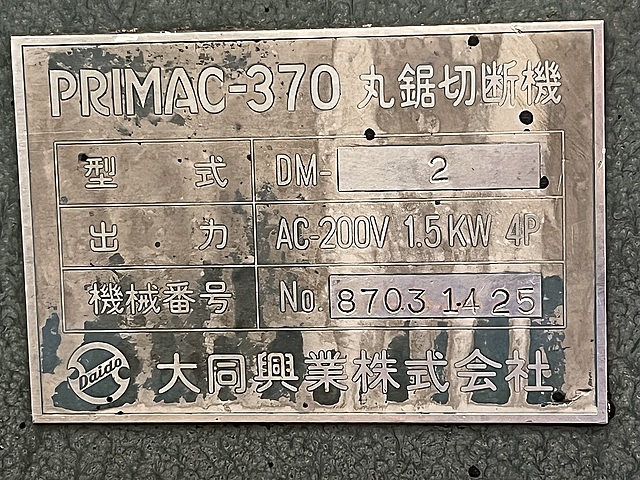 PRIMAC-370 丸鋸切断機
型式 DM-2
出力 AC-200V 1.5KW 4P
機械番号 No. 8703 1425
Daido 大同興業株式会社